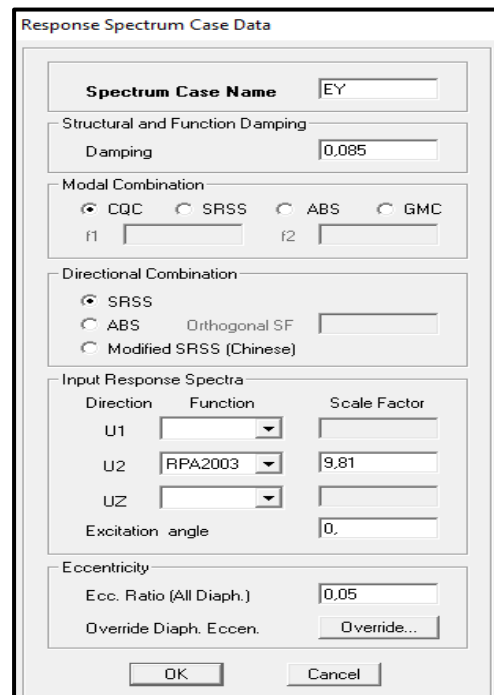 Response Spectrum Case Data
Spectrum Case Name EY
Structural and Function Damping
Damping 0,085
Modal Combination
CQC SRSS ABS GMC
f1 f2
Directional Combination
SRSS
ABS Orthogonal SF
Modified SRSS (Chinese)
Input Response Spectra
Direction Function Scale Factor
U1
U2 RPA2003 9,81
UZ
Excitation angle 0,
Eccentricity
Ecc. Ratio (All Diaph.) 0,05
Override Diaph. Eccen. Override...
OK Cancel